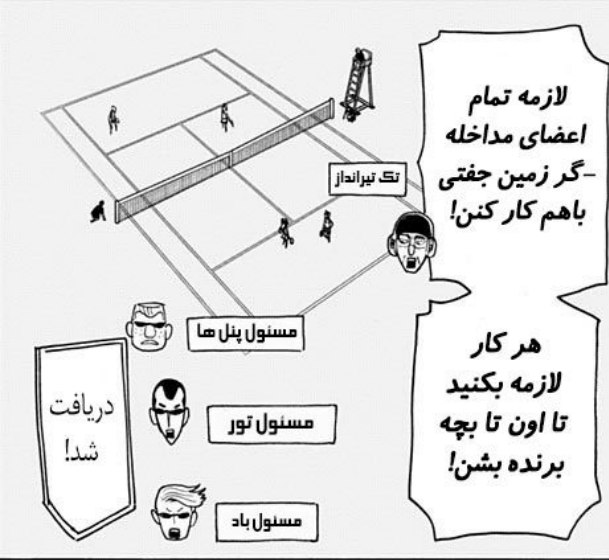 لازمه تمام
اعضای مداخله
-گر زمین جفتی
باهم کار کنن!
تک تیرانداز
هر کار
لازمه بکنید
تا اون تا بچه
برنده بشن!
مسئول پنل ها
مسئول تور
مسئول باد
دریافت
شد!